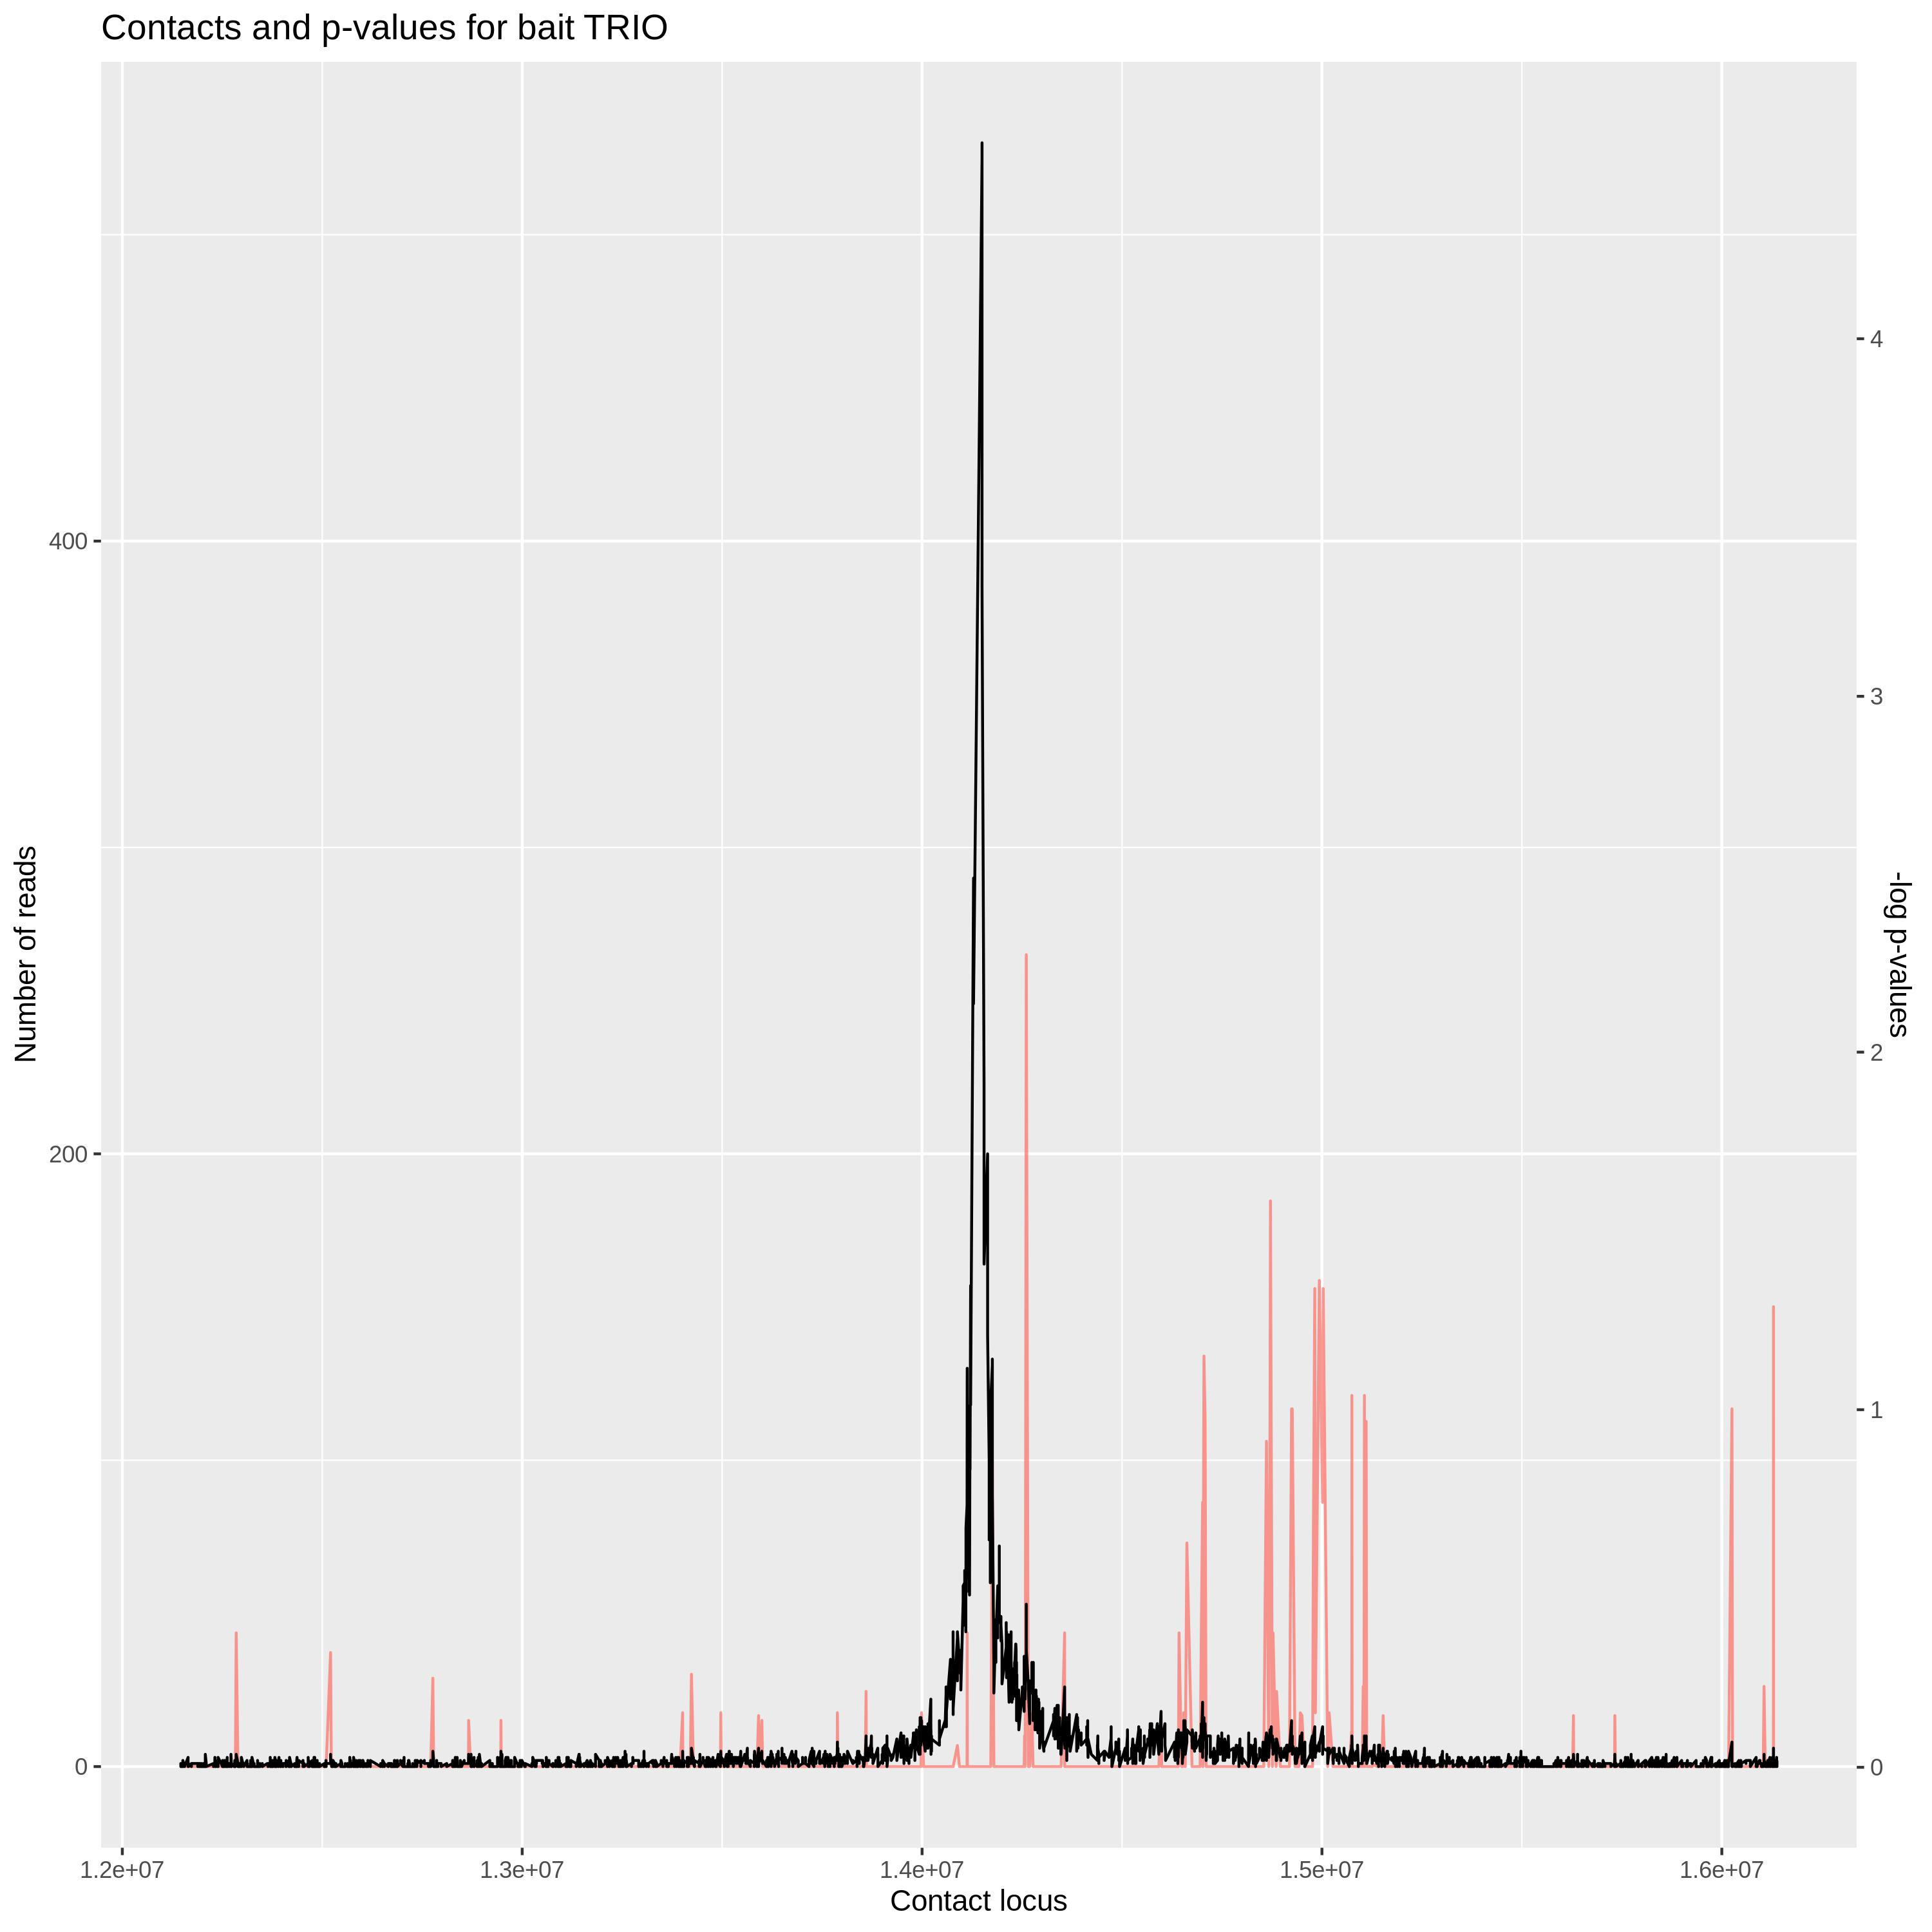 Contacts and p-values for bait TRIO
Number of reads
400
200
0
4
3
2
1
0
-log p-values
1.2e+07
1.3e+07
1.4e+07
1.5e+07
1.6e+07
Contact locus